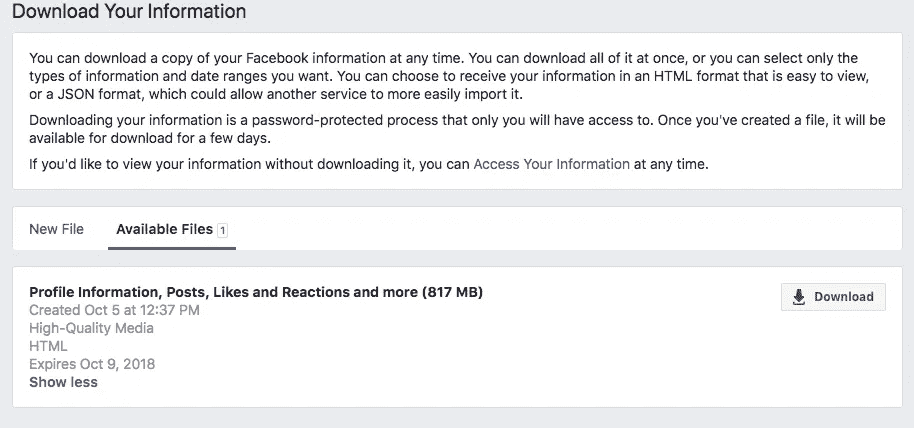 Download Your Information
You can download a copy of your Facebook information at any time. You can download all of it at once, or you can select only the
types of information and date ranges you want. You can choose to receive your information in an HTML format that is easy to view,
or a JSON format, which could allow another service to more easily import it.
Downloading your information is a password-protected process that only you will have access to. Once you've created a file, it will be
available for download for a few days.
If you'd like to view your information without downloading it, you can Access Your Information at any time.
New File Available Files 1
Profile Information, Posts, Likes and Reactions and more (817 MB) Download
Created Oct 5 at 12:37 PM
High-Quality Media
HTML
Expires Oct 9, 2018
Show less